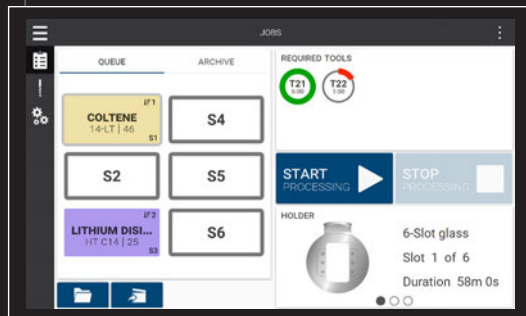 JOBS
QUEUE
ARCHIVE
1
COLTENE
14-LT | 46
S1
S4
S2
S5
2
LITHIUM DISI...
HT C14 | 25
S3
S6
REQUIRED TOOLS
T21
6:00
T22
1:00
START
PROCESSING
STOP
PROCESSING
HOLDER
6-Slot glass
Slot 1 of 6
Duration 58m 0s